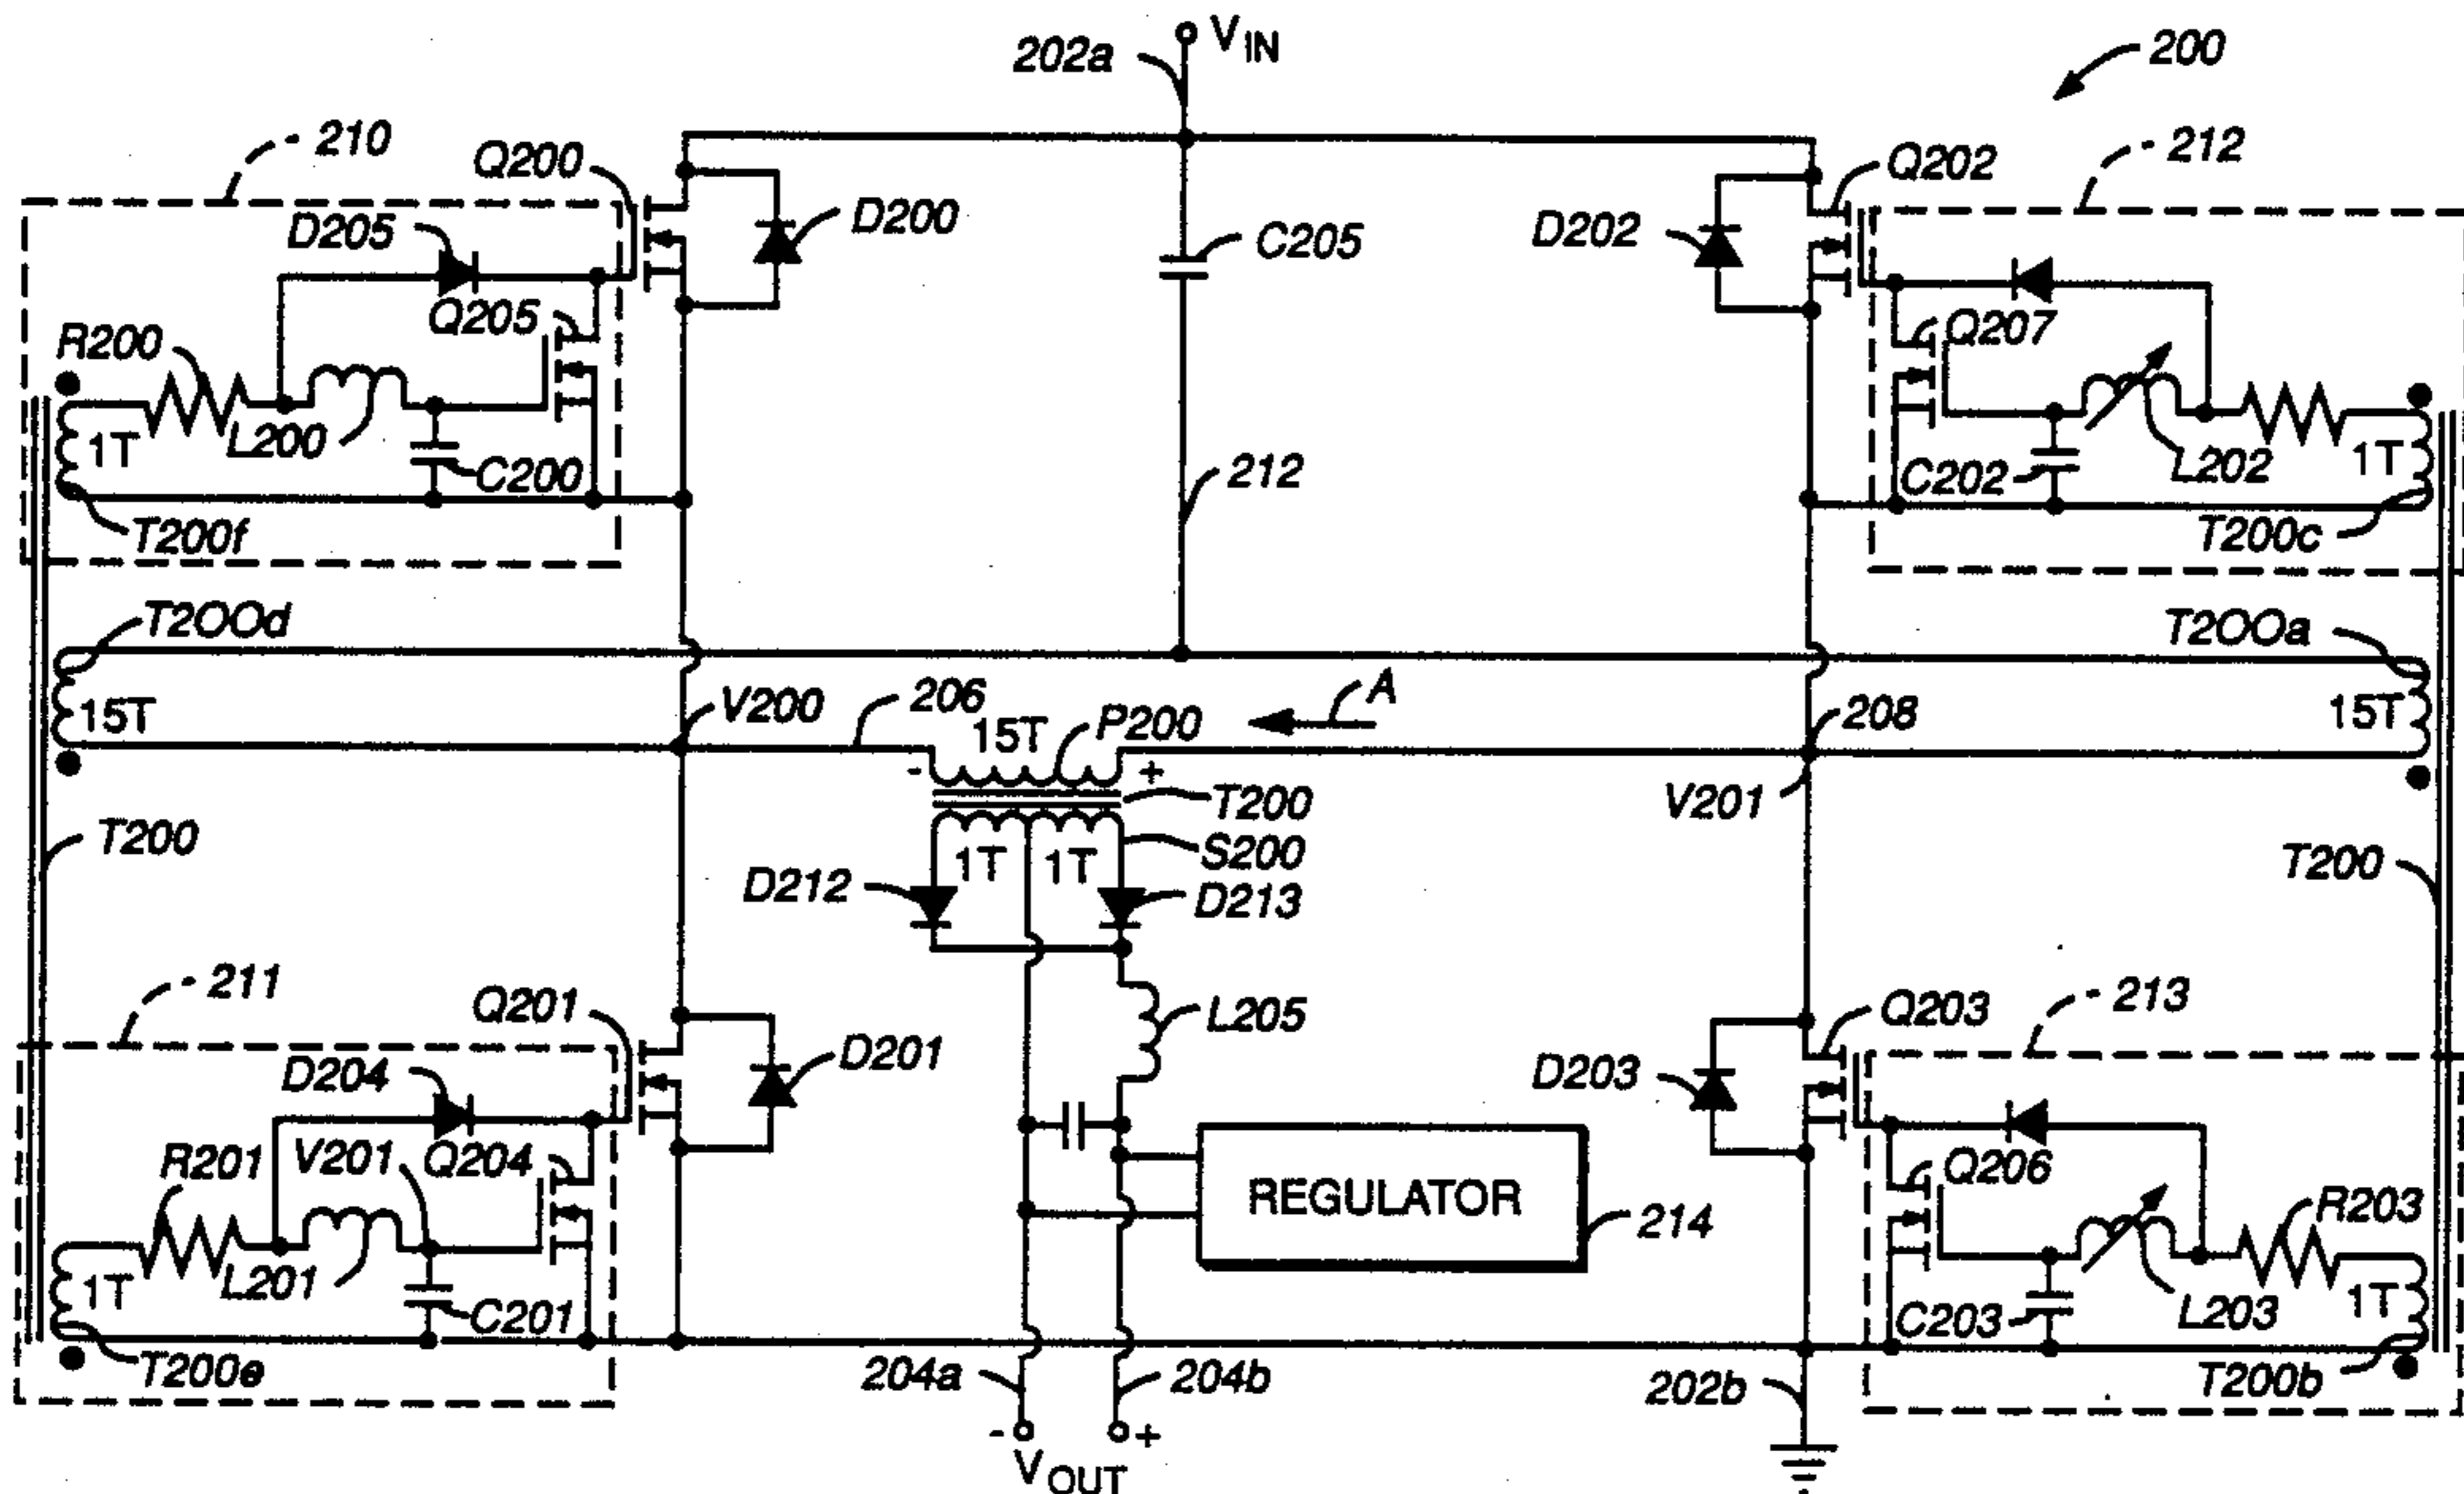 202a
VIN
200
210
Q200
Q202
212
D205
D200
C205
D202
Q205
Q207
R200
1T
L200
C200
212
C202
L202
1T
T200f
T200c
T200d
T200a
15T
V200
206
15T
P200
A
208
15T
- +
T200
V201
T200
S200
1T 1T
D212
D213
T200
211
Q201
L205
Q203
213
D204
D201
D203
R201
V201
Q204
Q206
R203
REGULATOR
214
1T
L201
C201
C203
L203
1T
T200e
204a
204b
202b
T200b
- +
VOUT